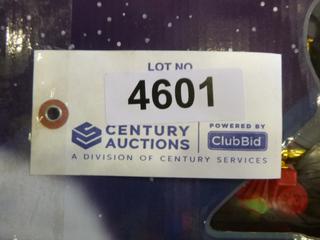 LOT NO
4601
CENTURY
AUCTIONS
POWERED BY
ClubBid
A DIVISION OF CENTURY SERVICES